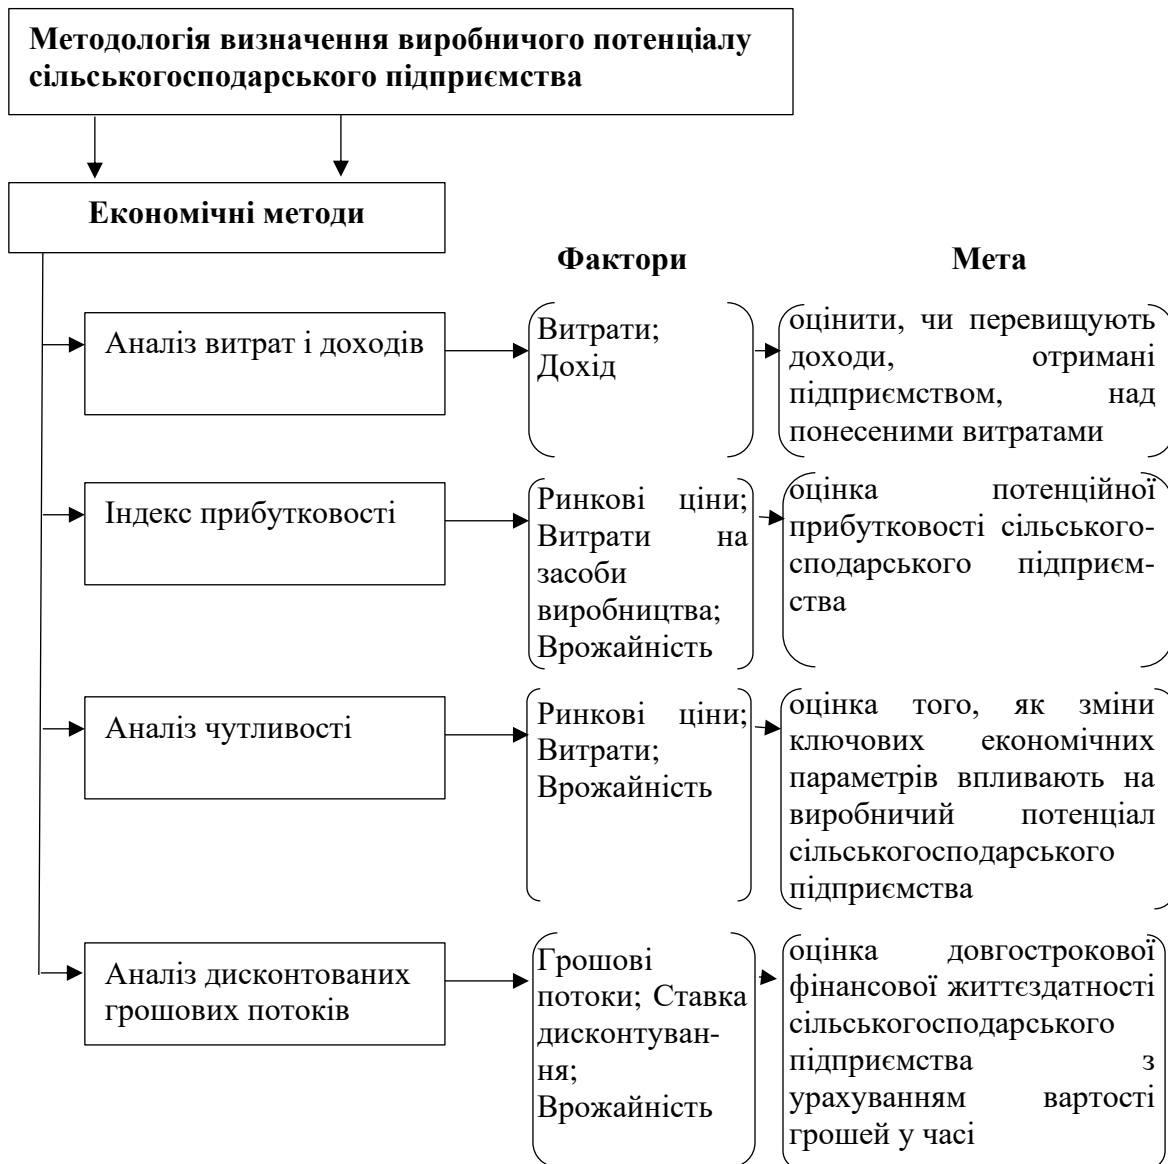 Методологія визначення виробничого потенціалу
сільськогосподарського підприємства
Економічні методи
Фактори
Мета
Аналіз витрат і доходів
Витрати;
Дохід
оцінити, чи перевищують
доходи, отримані
підприємством, над
понесеними витратами
Індекс прибутковості
Ринкові ціни;
Витрати на
засоби
виробництва;
Врожайність
оцінка потенційної
прибутковості сільського-
сподарського підприєм-
ства
Аналіз чутливості
Ринкові ціни;
Витрати;
Врожайність
оцінка того, як зміни
ключових економічних
параметрів впливають на
виробничий потенціал
сільськогосподарського
підприємства
Аналіз дисконтованих
грошових потоків
Грошові
потоки; Ставка
дисконтуван-
ня;
Врожайність
оцінка довгострокової
фінансової життєздатності
сільськогосподарського
підприємства з
урахуванням вартості
грошей у часі